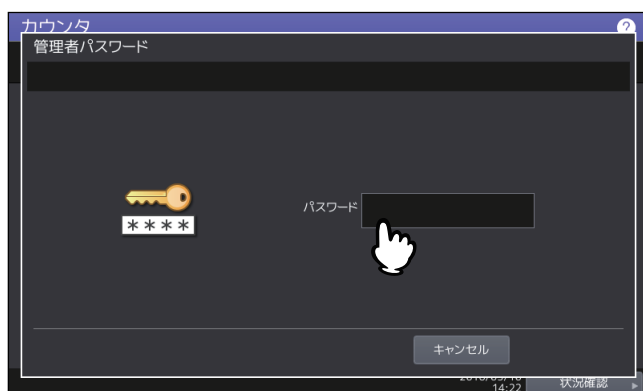 カウンタ
?
管理者パスワード
****
パスワード
キャンセル
14:22
状況確認